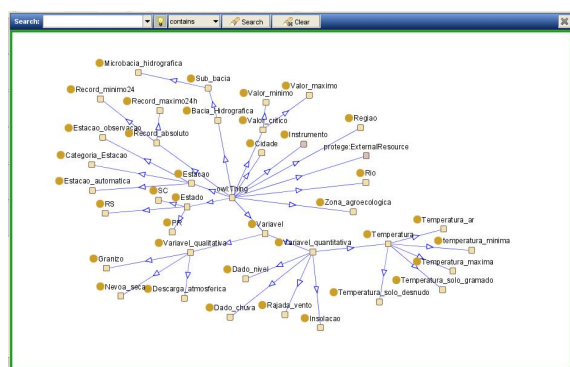 Search: contains Search Clear
Microbacia_hidrografica
Sub_bacia
Record_minimo24
Valor_minimo
Valor_maximo
Record_maximo24h
Bacia_Hidrografica
Regiao
Estacao_observacao
Record_absoluto
Valor_critico
Instrumento
Cidade
protege:ExternalResource
Categoria_Estacao
Estacao
Rio
Estacao_automatica
SC
Estado
owl:Thing
RS
Zona_agroecologica
PR
Variavel
Temperatura_ar
Temperatura
Variavel_qualitativa
Variavel_quantitativa
temperatura_minima
Granizo
Dado_nivel
Temperatura_maxima
Temperatura_solo_gramado
Nevoa_seca
Descarga_atmosferica
Temperatura_solo_desnudo
Dado_chuva
Rajada_vento
Insolacao